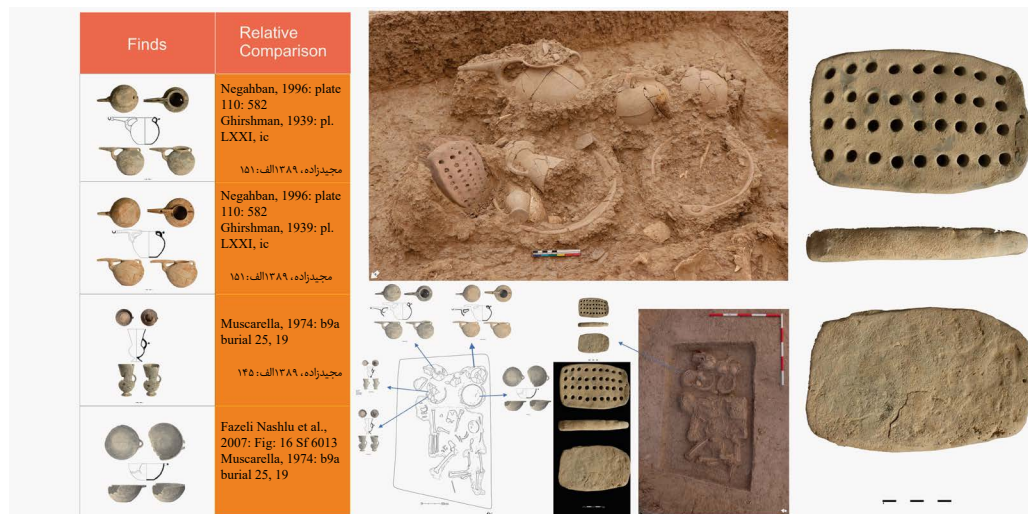 Finds
Relative
Comparison
Negahban, 1996: plate
110: 582
Ghirshman, 1939: pl.
LXXI, ic
مجیدزاده، ۱۳۸۹الف: ۱۵۱
Negahban, 1996: plate
110: 582
Ghirshman, 1939: pl.
LXXI, ic
مجیدزاده، ۱۳۸۹الف: ۱۵۱
Muscarella, 1974: b9a
burial 25, 19
مجیدزاده، ۱۳۸۹الف: ۱۴۵
Fazeli Nashlu et al.,
2007: Fig: 16 Sf 6013
Muscarella, 1974: b9a
burial 25, 19